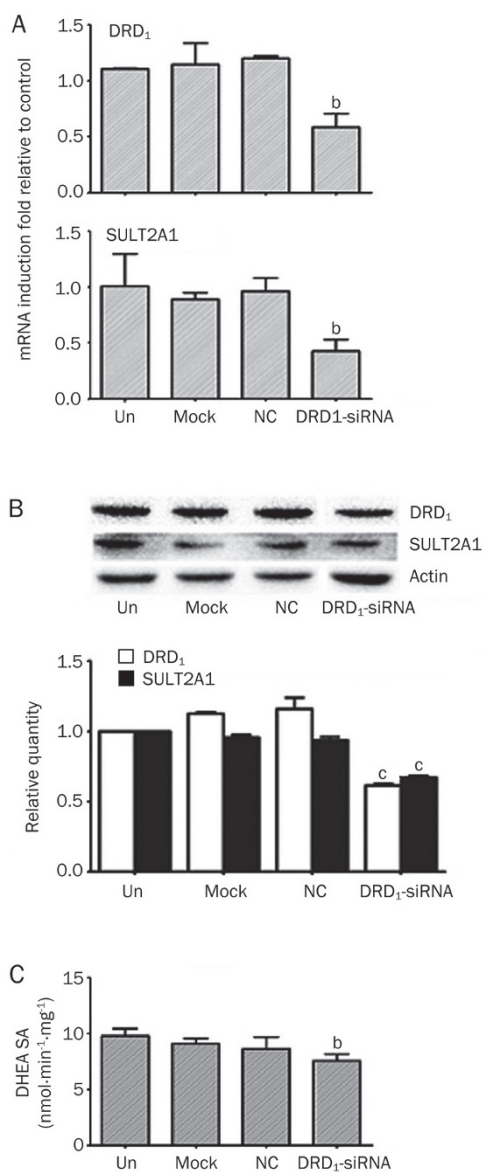 A
mRNA induction fold relative to control
DRD₁
1.5
1.0
0.5
0.0
b
SULT2A1
1.5
1.0
0.5
0.0
b
Un Mock NC DRD1-siRNA
B
DRD₁
SULT2A1
Actin
Un Mock NC DRD₁-siRNA
Relative quantity
1.5
1.0
0.5
0.0
DRD₁
SULT2A1
c c
Un Mock NC DRD₁-siRNA
C
DHEA SA
(nmol·min⁻¹·mg⁻¹)
15
10
5
0
b
Un Mock NC DRD₁-siRNA